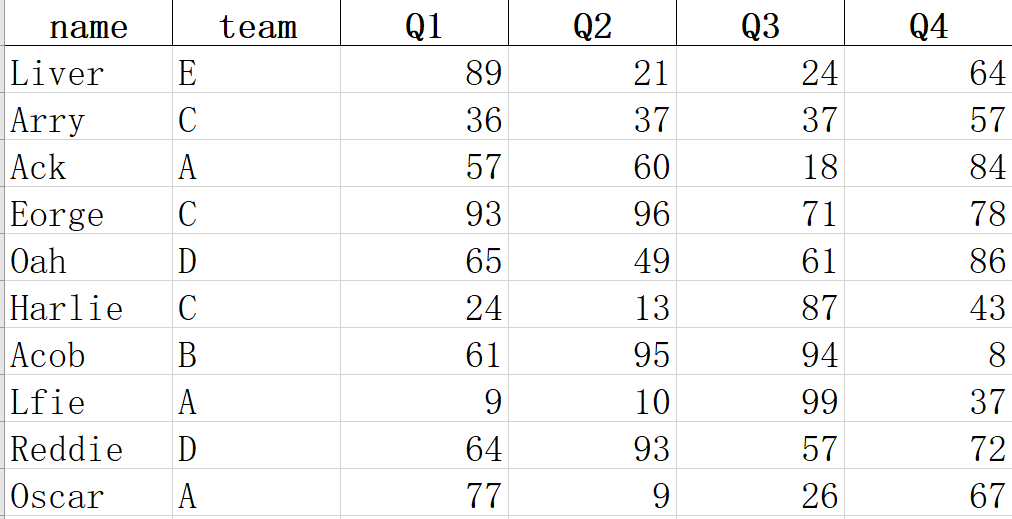 name team Q1 Q2 Q3 Q4
Liver E 89 21 24 64
Arry C 36 37 37 57
Ack A 57 60 18 84
Eorge C 93 96 71 78
Oah D 65 49 61 86
Harlie C 24 13 87 43
Acob B 61 95 94 8
Lfie A 9 10 99 37
Reddie D 64 93 57 72
Oscar A 77 9 26 67